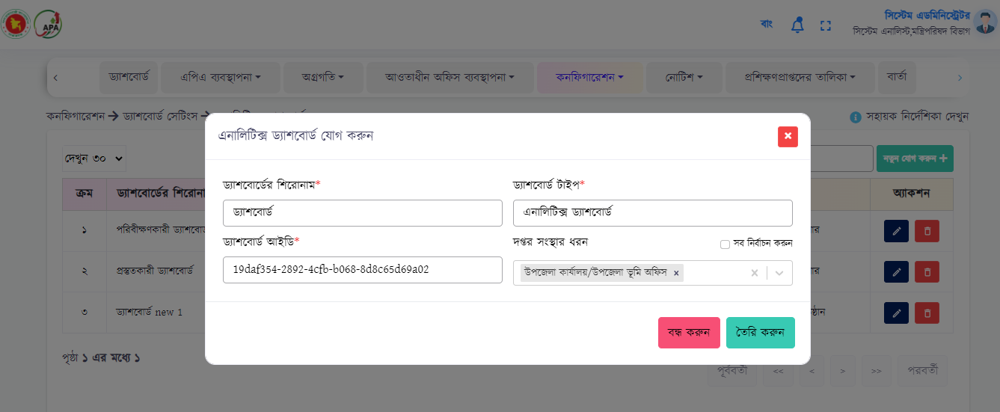 APA
বাং
সিস্টেম এডমিনিস্ট্রেটর
সিস্টেম এনালিস্ট,মন্ত্রিপরিষদ বিভাগ
ড্যাশবোর্ড
এপিএ ব্যবস্থাপনা
অগ্রগতি
আওতাধীন অফিস ব্যবস্থাপনা
কনফিগারেশন
নোটিশ
প্রশিক্ষণপ্রাপ্তদের তালিকা
বার্তা
কনফিগারেশন → ড্যাশবোর্ড সেটিংস →
সহায়ক নির্দেশিকা দেখুন
এনালিটিক্স ড্যাশবোর্ড যোগ করুন
দেখুন ৩০
নতুন যোগ করুন +
ড্যাশবোর্ডের শিরোনাম*
ড্যাশবোর্ড টাইপ*
ড্যাশবোর্ড
এনালিটিক্স ড্যাশবোর্ড
ড্যাশবোর্ড আইডি*
দপ্তর সংস্থার ধরন
সব নির্বাচন করুন
19daf354-2892-4cfb-b068-8d8c65d69a02
উপজেলা কার্যালয়/উপজেলা ভূমি অফিস ×
বন্ধ করুন
তৈরি করুন
ক্রম
ড্যাশবোর্ডের শিরোনা
অ্যাকশন
১
পরিবীক্ষণকারী ড্যাশবোর্ড
২
প্রস্তুতকারী ড্যাশবোর্ড
৩
ড্যাশবোর্ড new 1
পৃষ্ঠা ১ এর মধ্যে ১
পূর্ববর্তী
<<
<
>
>>
পরবর্তী